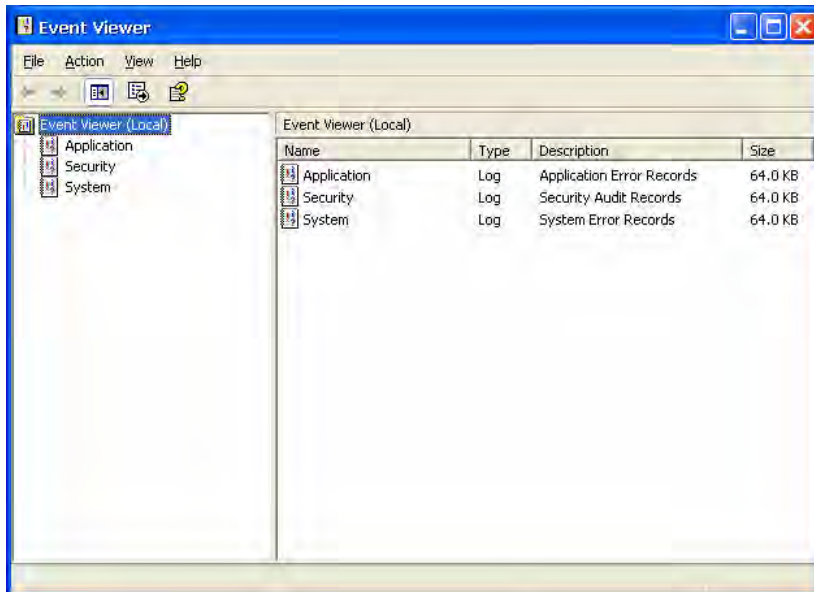 Event Viewer
File Action View Help
Event Viewer (Local)
Application
Security
System
Event Viewer (Local)
Name Type Description Size
Application Log Application Error Records 64.0 KB
Security Log Security Audit Records 64.0 KB
System Log System Error Records 64.0 KB